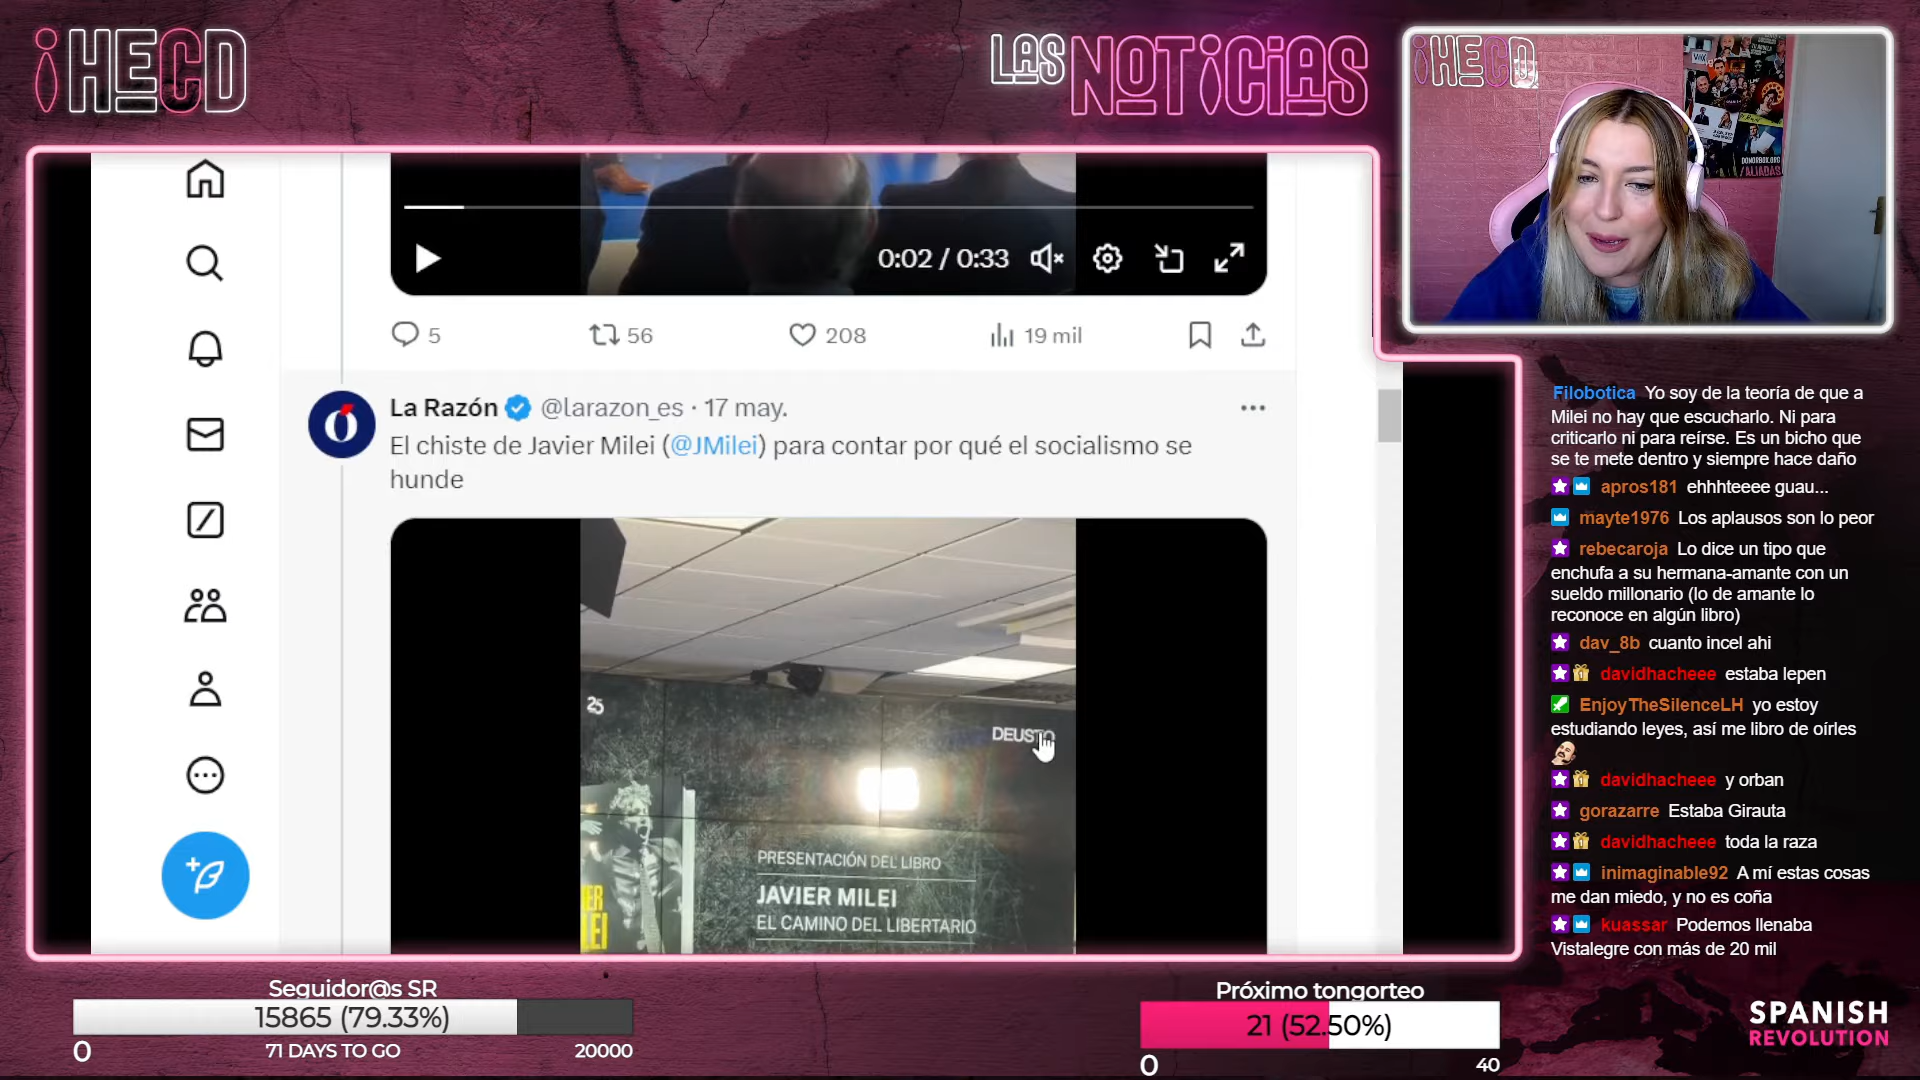 ¡HECD
LAS NOTICIAS
¡HECD
VOX
DONORBOX.ORG
/ALIADAS
0:02 / 0:33
5
56
208
19 mil
La Razón @larazon_es · 17 may.
El chiste de Javier Milei (@JMilei) para contar por qué el socialismo se
hunde
25
DEUSTO
PRESENTACIÓN DEL LIBRO
JAVIER MILEI
EL CAMINO DEL LIBERTARIO
Filobotica Yo soy de la teoría de que a
Milei no hay que escucharlo. Ni para
criticarlo ni para reírse. Es un bicho que
se te mete dentro y siempre hace daño
apros181 ehhhteeee guau...
mayte1976 Los aplausos son lo peor
rebecaroja Lo dice un tipo que
enchufa a su hermana-amante con un
sueldo millonario (lo de amante lo
reconoce en algún libro)
dav_8b cuanto incel ahi
davidhacheee estaba lepen
EnjoyTheSilenceLH yo estoy
estudiando leyes, así me libro de oírles
davidhacheee y orban
gorazarre Estaba Girauta
davidhacheee toda la raza
inimaginable92 A mí estas cosas
me dan miedo, y no es coña
kuassar Podemos llenaba
Vistalegre con más de 20 mil
Seguidor@s SR
15865 (79.33%)
0
71 DAYS TO GO
20000
Próximo tongorteo
21 (52.50%)
0
40
SPANISH
REVOLUTION